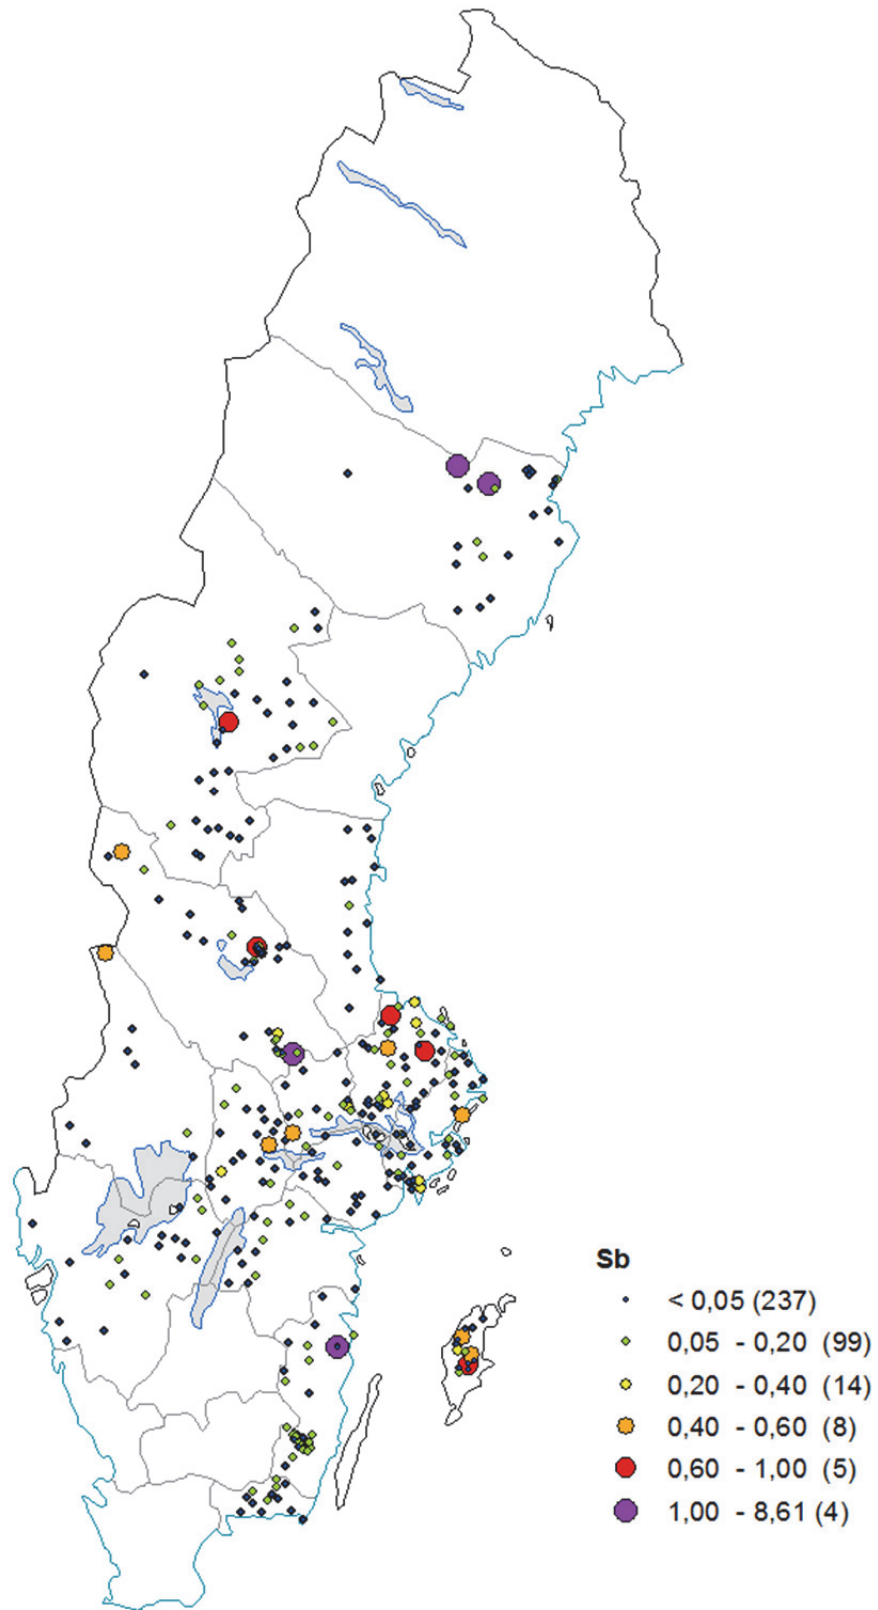 Sb
< 0,05 (237)
0,05 - 0,20 (99)
0,20 - 0,40 (14)
0,40 - 0,60 (8)
0,60 - 1,00 (5)
1,00 - 8,61 (4)